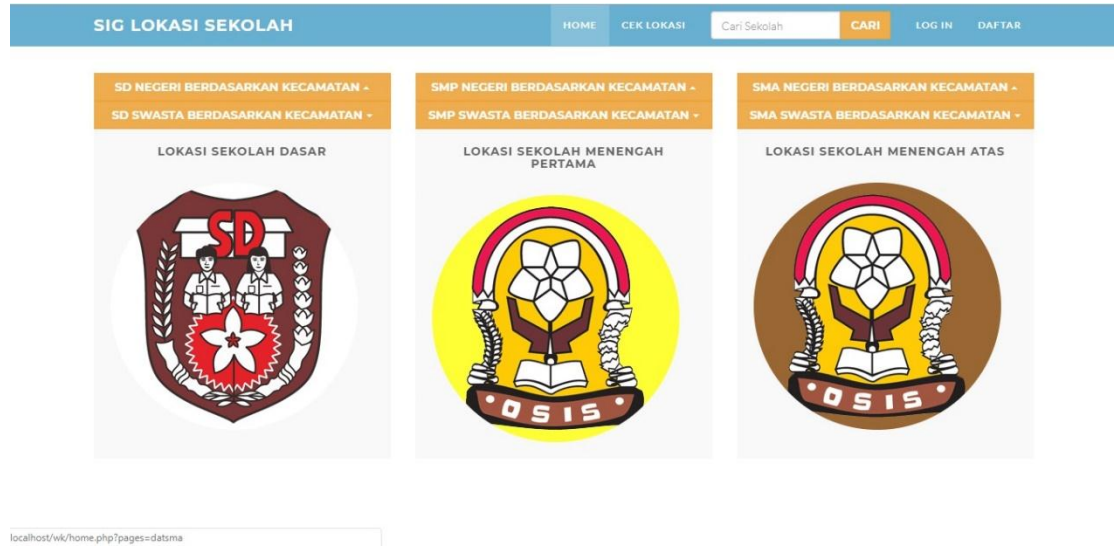 SIG LOKASI SEKOLAH
HOME
CEK LOKASI
Cari Sekolah
CARI
LOG IN
DAFTAR
SD NEGERI BERDASARKAN KECAMATAN
SD SWASTA BERDASARKAN KECAMATAN
LOKASI SEKOLAH DASAR
SD
SMP NEGERI BERDASARKAN KECAMATAN
SMP SWASTA BERDASARKAN KECAMATAN
LOKASI SEKOLAH MENENGAH
PERTAMA
OSIS
SMA NEGERI BERDASARKAN KECAMATAN
SMA SWASTA BERDASARKAN KECAMATAN
LOKASI SEKOLAH MENENGAH ATAS
OSIS
localhost/wk/home.php?pages=datsma